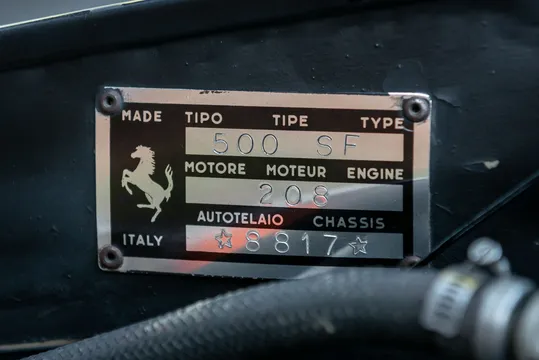 MADE TIPO TIPE TYPE
500 SF
MOTORE MOTEUR ENGINE
208
AUTOTELAIO CHASSIS
ITALY ☆8817☆